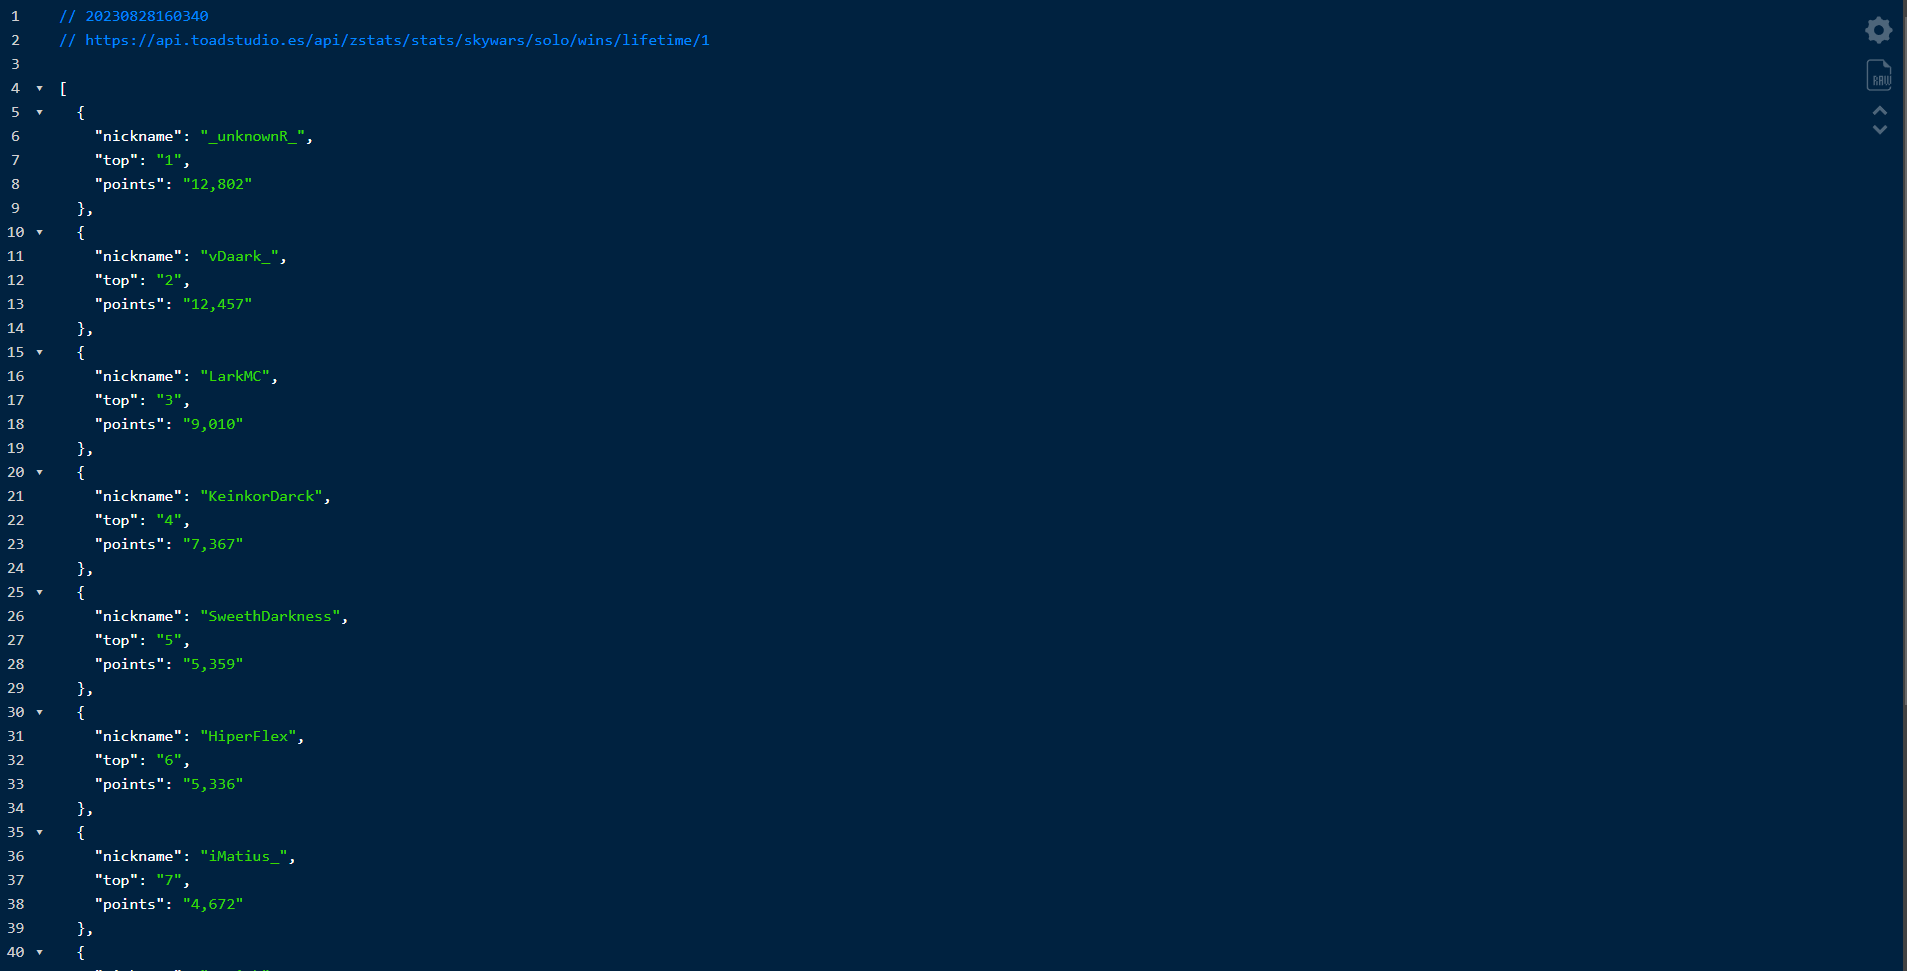 1 // 20230828160340
2 // https://api.toadstudio.es/api/zstats/stats/skywars/solo/wins/lifetime/1
3
4 [
5 {
6 "nickname": "_unknownR_",
7 "top": "1",
8 "points": "12,802"
9 },
10 {
11 "nickname": "vDaark_",
12 "top": "2",
13 "points": "12,457"
14 },
15 {
16 "nickname": "LarkMC",
17 "top": "3",
18 "points": "9,010"
19 },
20 {
21 "nickname": "KeinkorDarck",
22 "top": "4",
23 "points": "7,367"
24 },
25 {
26 "nickname": "SweethDarkness",
27 "top": "5",
28 "points": "5,359"
29 },
30 {
31 "nickname": "HiperFlex",
32 "top": "6",
33 "points": "5,336"
34 },
35 {
36 "nickname": "iMatius_",
37 "top": "7",
38 "points": "4,672"
39 },
40 {
RAW